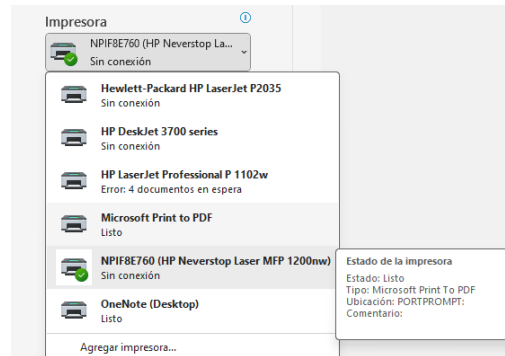 Impresora
NPIF8E760 (HP Neverstop La...
Sin conexión
Hewlett-Packard HP LaserJet P2035
Sin conexión
HP DeskJet 3700 series
Sin conexión
HP LaserJet Professional P 1102w
Error: 4 documentos en espera
Microsoft Print to PDF
Listo
NPIF8E760 (HP Neverstop Laser MFP 1200nw)
Sin conexión
OneNote (Desktop)
Listo
Agregar impresora...
Estado de la impresora
Estado: Listo
Tipo: Microsoft Print To PDF
Ubicación: PORTPROMPT:
Comentario: